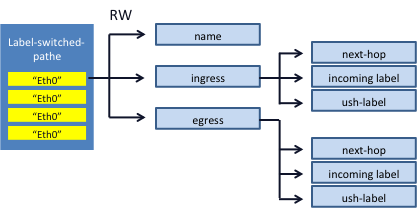 RW
Label-switched-
pathe
"Eth0"
"Eth0"
"Eth0"
"Eth0"
name
ingress
egress
next-hop
incoming label
ush-label
next-hop
incoming label
ush-label